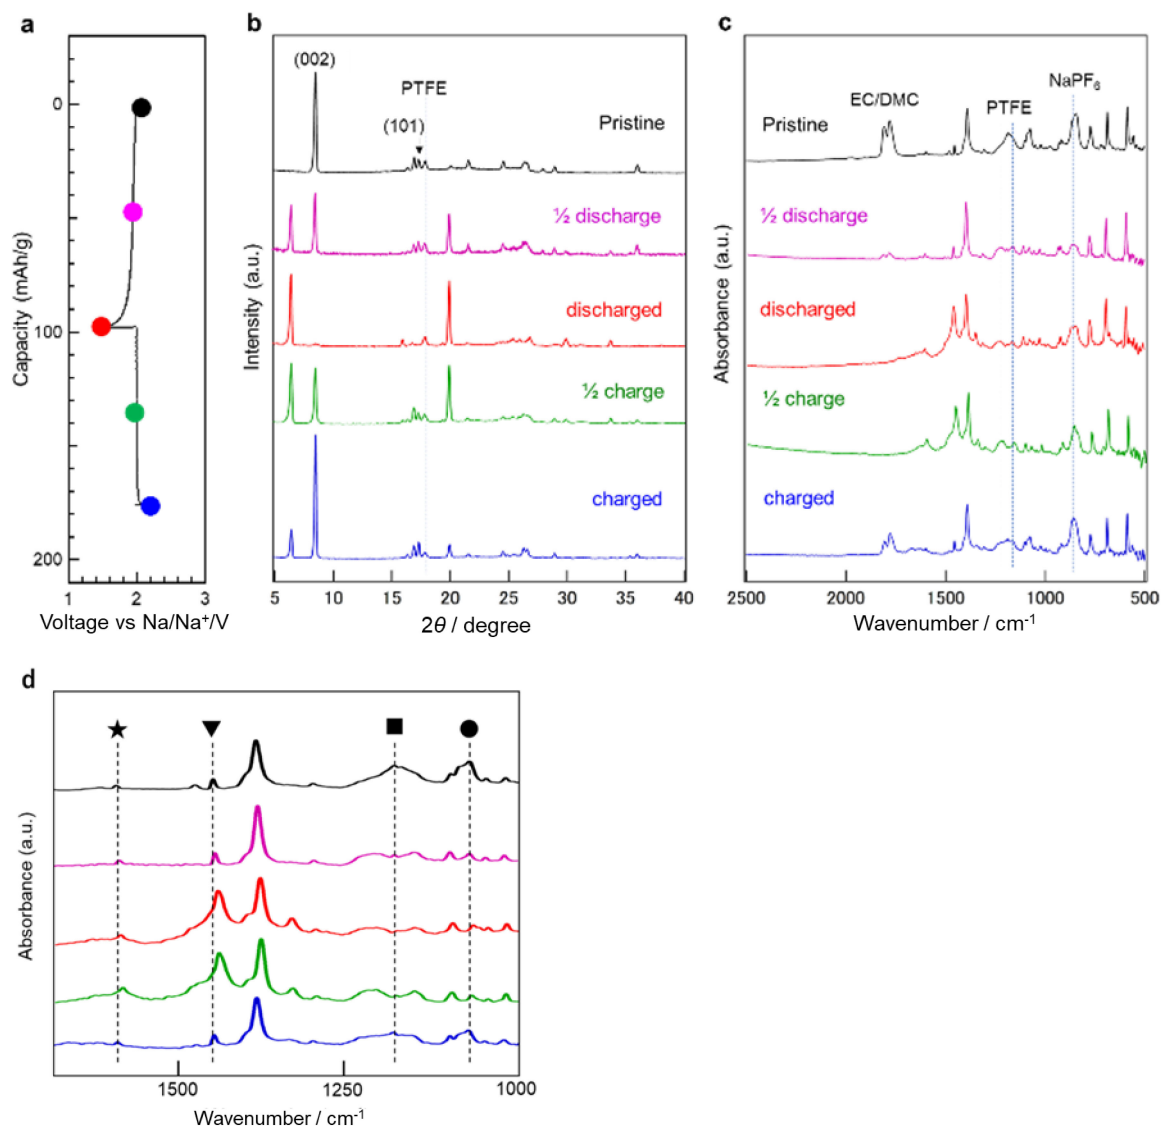 a
0
100
200
Capacity (mAh/g)
1 2 3
Voltage vs Na/Na⁺/V
b
(002)
PTFE
(101)
Pristine
½ discharge
discharged
½ charge
charged
Intensity (a.u.)
5 10 15 20 25 30 35 40
2θ / degree
c
NaPF₆
EC/DMC
PTFE
Pristine
½ discharge
discharged
½ charge
charged
Absorbance (a.u.)
2500 2000 1500 1000 500
Wavenumber / cm⁻¹
d
Absorbance (a.u.)
1500 1250 1000
Wavenumber / cm⁻¹